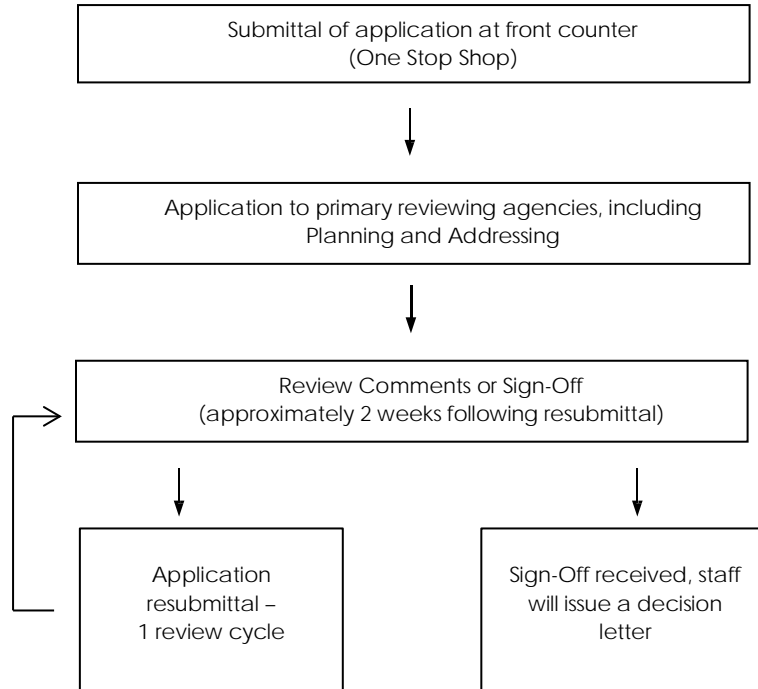 Submittal of application at front counter
(One Stop Shop)
Application to primary reviewing agencies, including
Planning and Addressing
Review Comments or Sign-Off
(approximately 2 weeks following resubmittal)
Application
resubmittal –
1 review cycle
Sign-Off received, staff
will issue a decision
letter